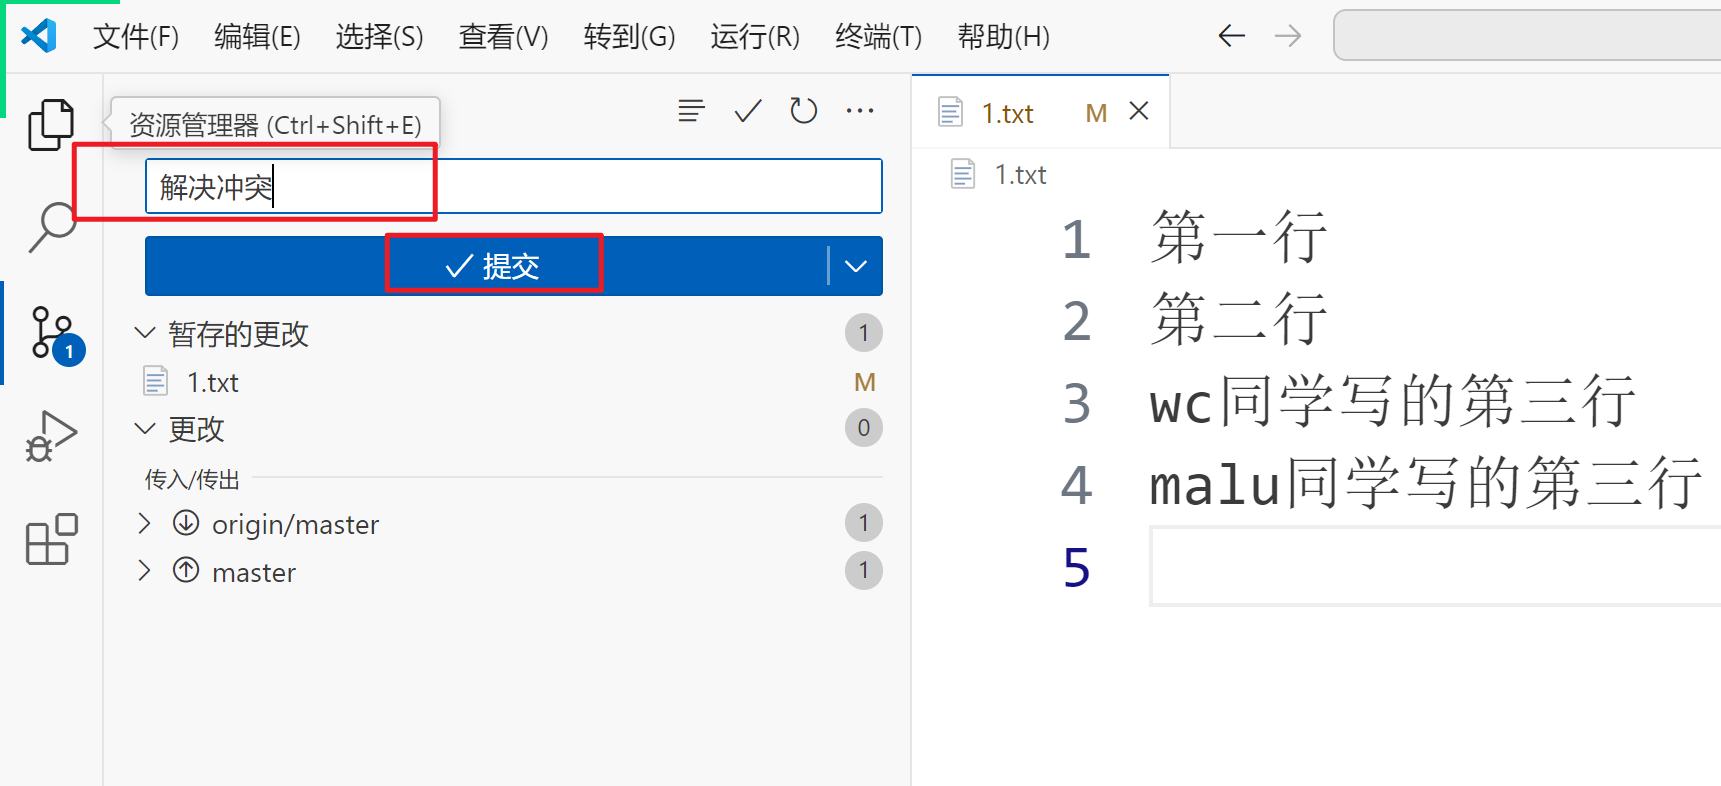 文件(F) 编辑(E) 选择(S) 查看(V) 转到(G) 运行(R) 终端(T) 帮助(H)
资源管理器 (Ctrl+Shift+E)
解决冲突
提交
暂存的更改 1
1.txt M
更改 0
传入/传出
origin/master 1
master 1
1
1.txt M
1.txt
1 第一行
2 第二行
3 wc同学写的第三行
4 malu同学写的第三行
5